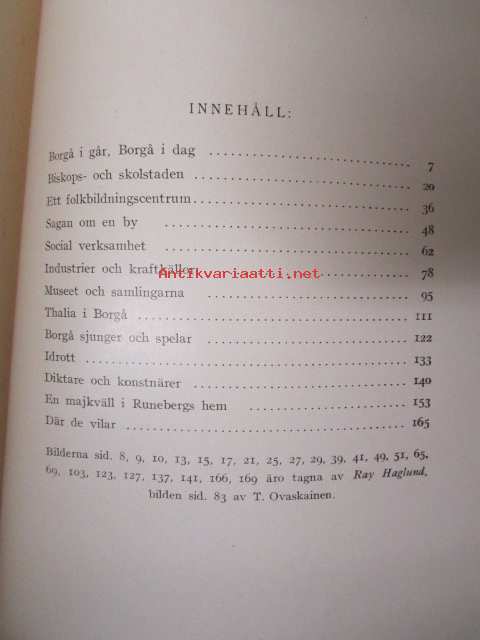 INNEHÅLL:
Borgå i går, Borgå i dag ........ 7
Biskops- och skolstaden ........ 20
Ett folkbildningscentrum ........ 36
Sagan om en by ........ 48
Social verksamhet ........ 62
Industrier och kraftkällor ........ 78
Antikvariaatti.net
Museet och samlingarna ........ 95
Thalia i Borgå ........ 111
Borgå sjunger och spelar ........ 122
Idrott ........ 133
Diktare och konstnärer ........ 140
En majkväll i Runebergs hem ........ 153
Där de vilar ........ 165
Bilderna sid. 8, 9, 10, 13, 15, 17, 21, 25, 27, 29, 39, 41, 49, 51, 65,
69, 103, 123, 127, 137, 141, 166, 169 äro tagna av Ray Haglund,
bilden sid. 83 av T. Ovaskainen.